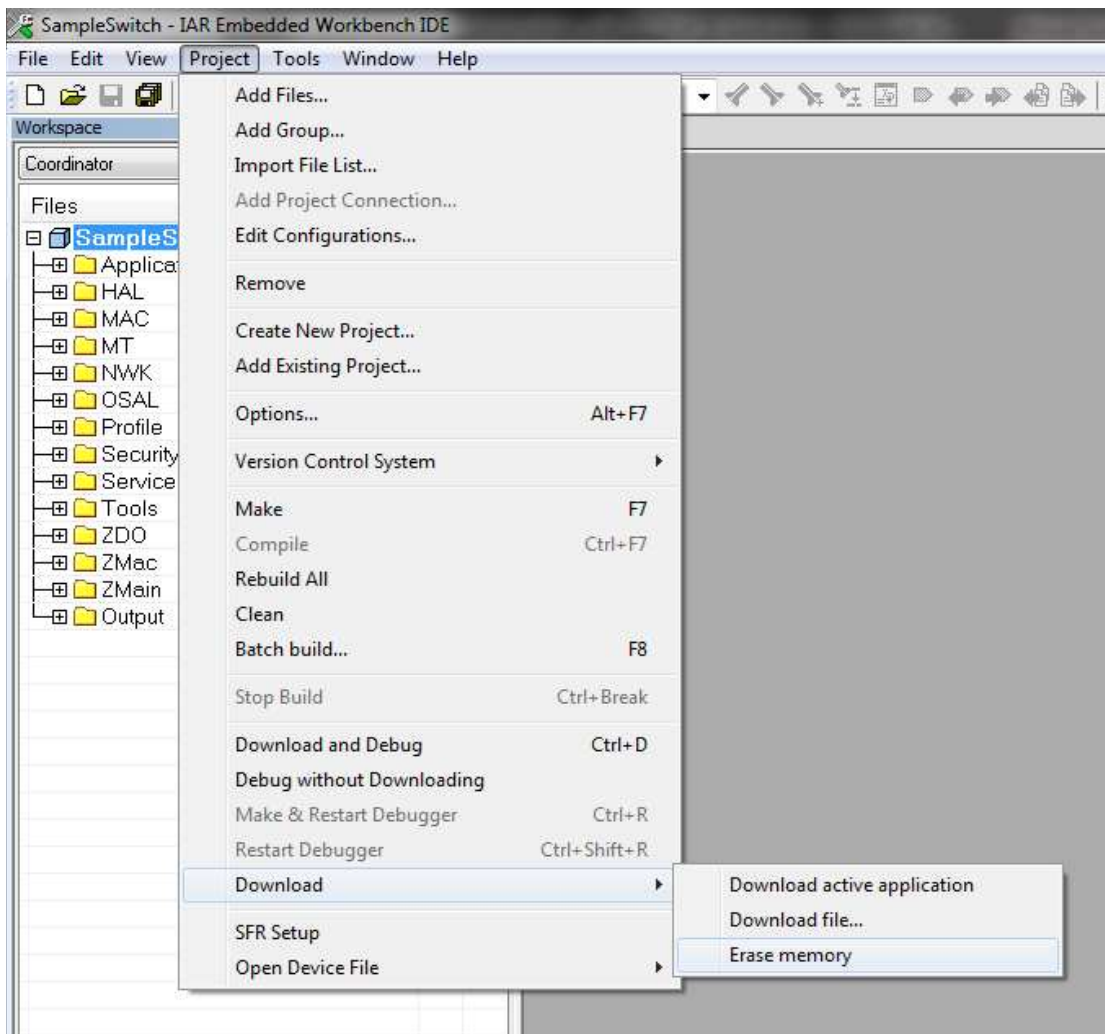 SampleSwitch - IAR Embedded Workbench IDE
File Edit View Project Tools Window Help
Workspace
Coordinator
Files
SampleS
Applica
HAL
MAC
MT
NWK
OSAL
Profile
Security
Service
Tools
ZDO
ZMac
ZMain
Output
Add Files...
Add Group...
Import File List...
Add Project Connection...
Edit Configurations...
Remove
Create New Project...
Add Existing Project...
Options... Alt+F7
Version Control System
Make F7
Compile Ctrl+F7
Rebuild All
Clean
Batch build... F8
Stop Build Ctrl+Break
Download and Debug Ctrl+D
Debug without Downloading
Make & Restart Debugger Ctrl+R
Restart Debugger Ctrl+Shift+R
Download
SFR Setup
Open Device File
Download active application
Download file...
Erase memory